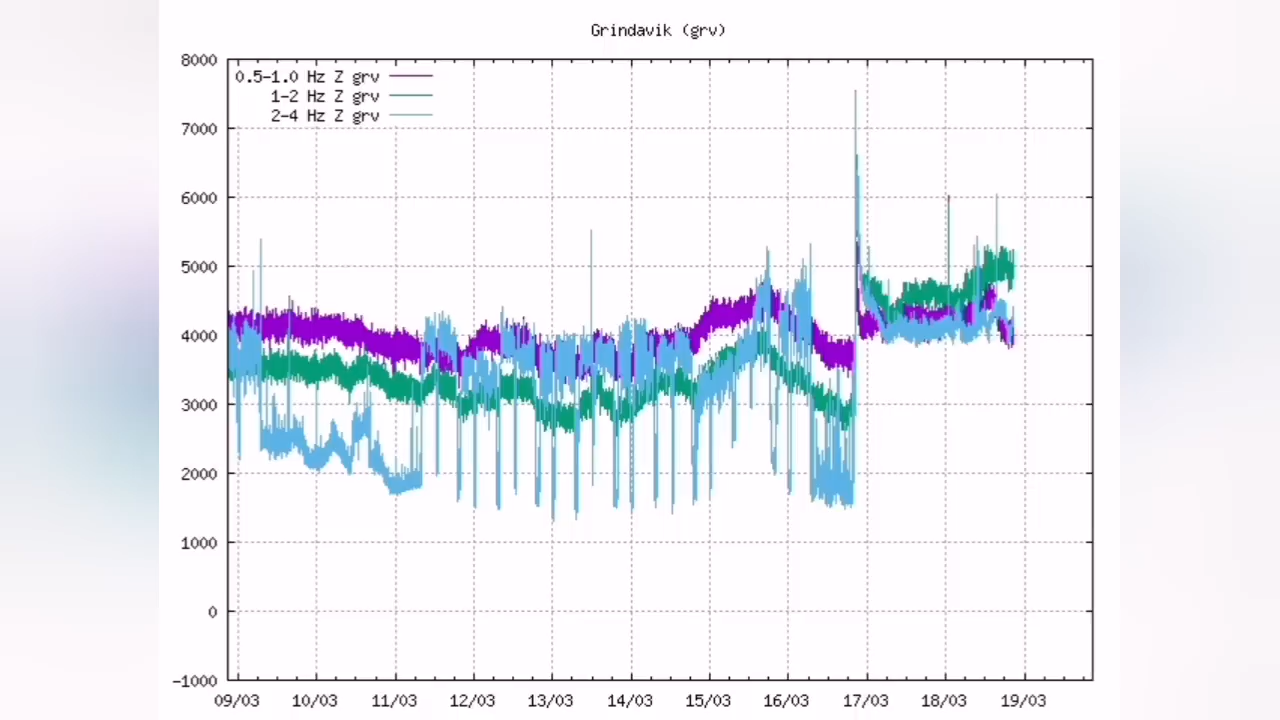 Grindavik (grv)
8000
0.5-1.0 Hz Z grv
1-2 Hz Z grv
2-4 Hz Z grv
7000
6000
5000
4000
3000
2000
1000
0
-1000
09/03 10/03 11/03 12/03 13/03 14/03 15/03 16/03 17/03 18/03 19/03